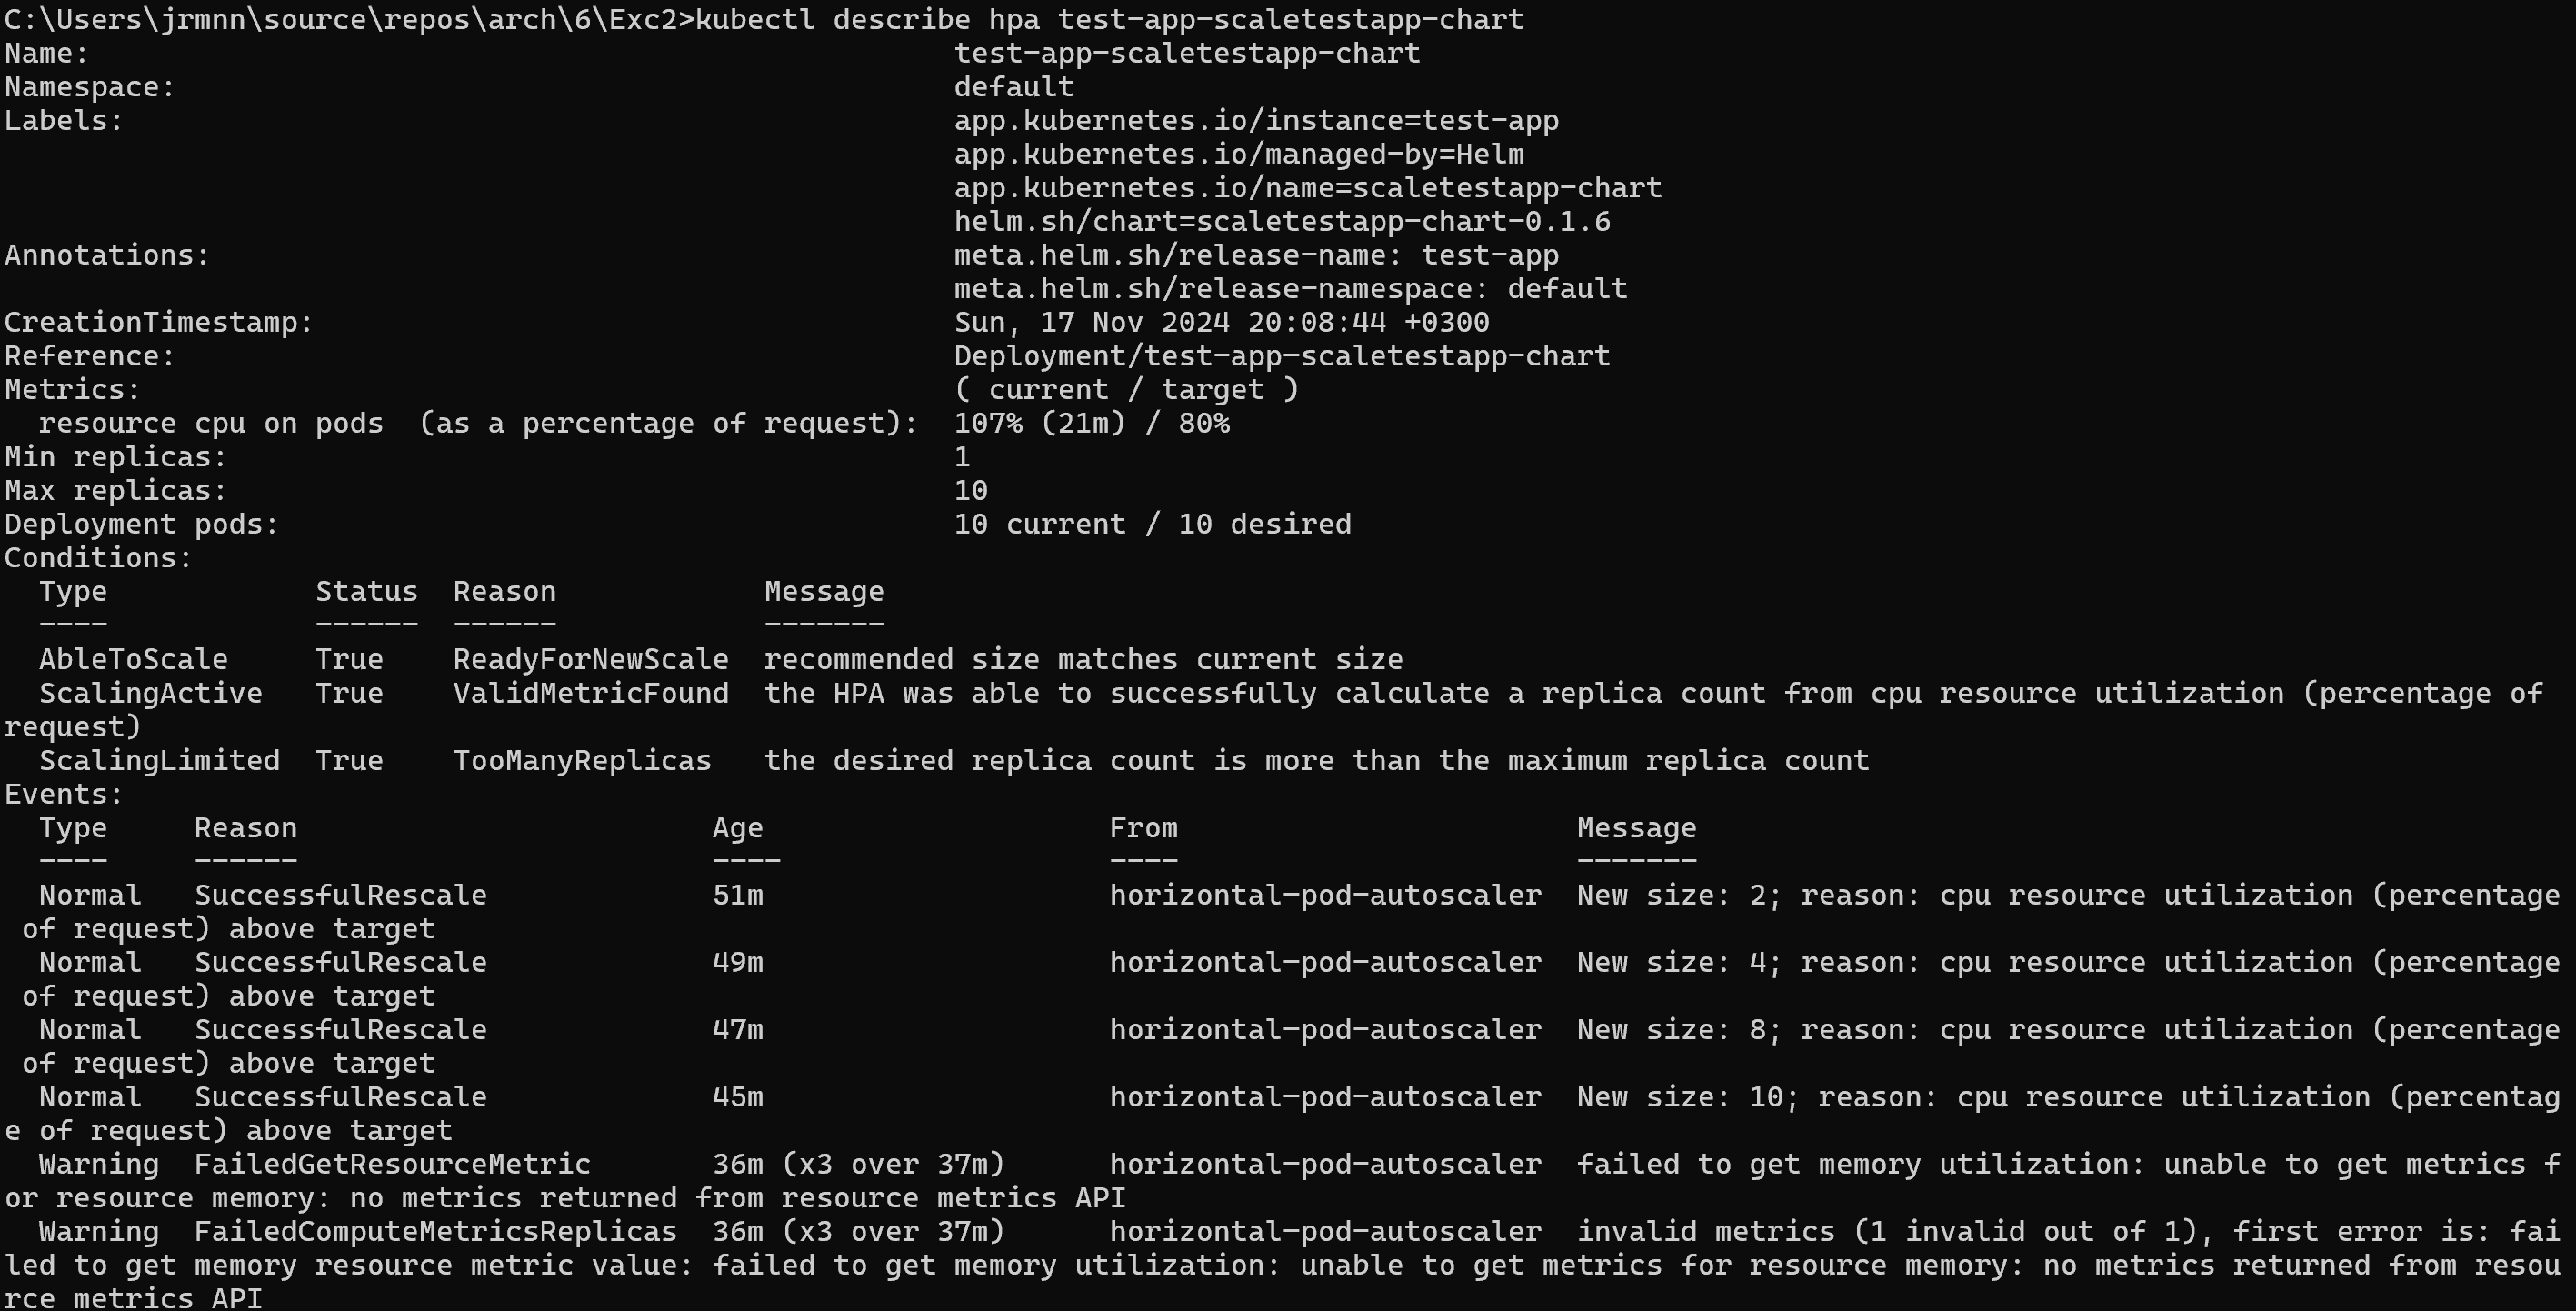 C:\Users\jrmnn\source\repos\arch\6\Exc2>kubectl describe hpa test-app-scaletestapp-chart
Name:                                                  test-app-scaletestapp-chart
Namespace:                                             default
Labels:                                                app.kubernetes.io/instance=test-app
                                                       app.kubernetes.io/managed-by=Helm
                                                       app.kubernetes.io/name=scaletestapp-chart
                                                       helm.sh/chart=scaletestapp-chart-0.1.6
Annotations:                                           meta.helm.sh/release-name: test-app
                                                       meta.helm.sh/release-namespace: default
CreationTimestamp:                                     Sun, 17 Nov 2024 20:08:44 +0300
Reference:                                             Deployment/test-app-scaletestapp-chart
Metrics:                                               ( current / target )
  resource cpu on pods  (as a percentage of request):  107% (21m) / 80%
Min replicas:                                          1
Max replicas:                                          10
Deployment pods:                                       10 current / 10 desired
Conditions:
  Type            Status  Reason            Message
  ----            ------  ------            -------
  AbleToScale     True    ReadyForNewScale  recommended size matches current size
  ScalingActive   True    ValidMetricFound  the HPA was able to successfully calculate a replica count from cpu resource utilization (percentage of
request)
  ScalingLimited  True    TooManyReplicas   the desired replica count is more than the maximum replica count
Events:
  Type     Reason                        Age                    From                       Message
  ----     ------                        ----                   ----                       -------
  Normal   SuccessfulRescale             51m                    horizontal-pod-autoscaler  New size: 2; reason: cpu resource utilization (percentage
 of request) above target
  Normal   SuccessfulRescale             49m                    horizontal-pod-autoscaler  New size: 4; reason: cpu resource utilization (percentage
 of request) above target
  Normal   SuccessfulRescale             47m                    horizontal-pod-autoscaler  New size: 8; reason: cpu resource utilization (percentage
 of request) above target
  Normal   SuccessfulRescale             45m                    horizontal-pod-autoscaler  New size: 10; reason: cpu resource utilization (percentag
e of request) above target
  Warning  FailedGetResourceMetric       36m (x3 over 37m)      horizontal-pod-autoscaler  failed to get memory utilization: unable to get metrics f
or resource memory: no metrics returned from resource metrics API
  Warning  FailedComputeMetricsReplicas  36m (x3 over 37m)      horizontal-pod-autoscaler  invalid metrics (1 invalid out of 1), first error is: fai
led to get memory resource metric value: failed to get memory utilization: unable to get metrics for resource memory: no metrics returned from resou
rce metrics API